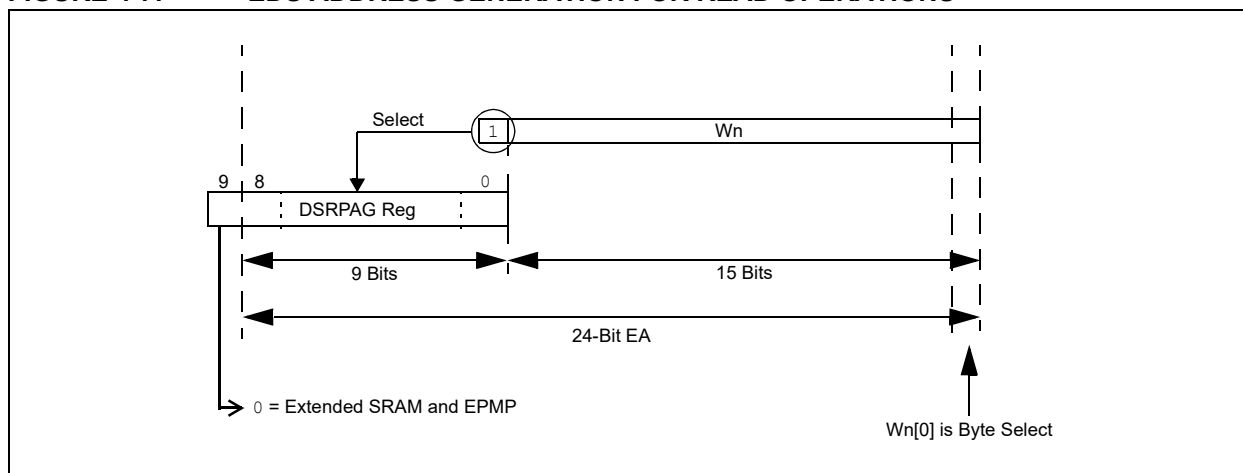 Select
1
Wn
9 8 0
DSRPAG Reg
9 Bits
15 Bits
24-Bit EA
0 = Extended SRAM and EPMP
Wn[0] is Byte Select